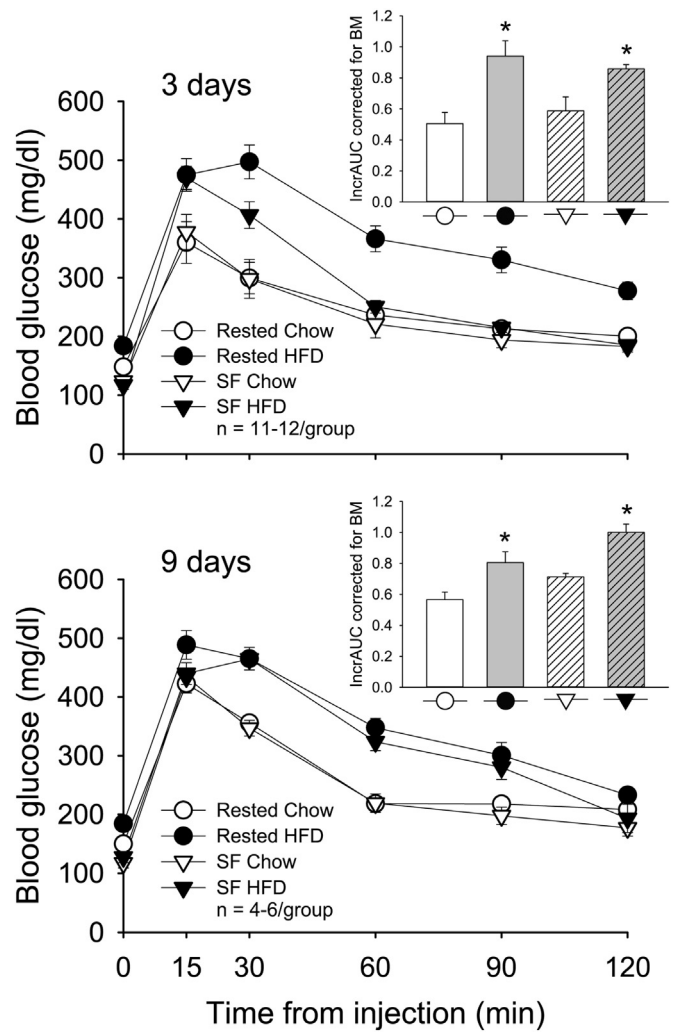 3 days
Blood glucose (mg/dl)
600
500
400
300
200
100
0
Rested Chow
Rested HFD
SF Chow
SF HFD
n = 11-12/group
IncrAUC corrected for BM
1.2
1.0
0.8
0.6
0.4
0.2
0.0
*
*
9 days
Blood glucose (mg/dl)
600
500
400
300
200
100
0
Rested Chow
Rested HFD
SF Chow
SF HFD
n = 4-6/group
IncrAUC corrected for BM
1.2
1.0
0.8
0.6
0.4
0.2
0.0
*
*
0 15 30 60 90 120
Time from injection (min)